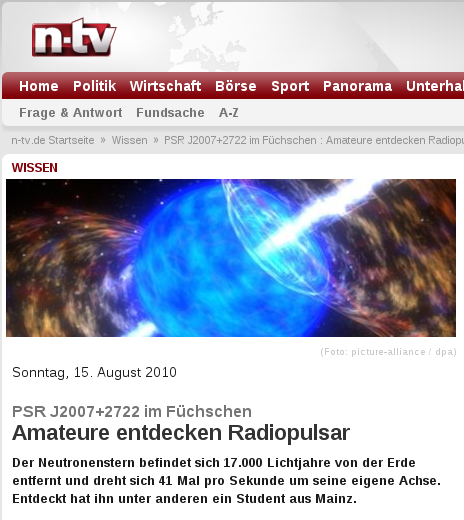 n-tv
Home Politik Wirtschaft Börse Sport Panorama
Frage & Antwort Fundsache A-Z
n-tv.de Startseite » Wissen » PSR J2007+2722 im Füchschen : Amateure entdecken
WISSEN
(Foto: picture-alliance / dpa)
Sonntag, 15. August 2010
PSR J2007+2722 im Füchschen
Amateure entdecken Radiopulsar
Der Neutronenstern befindet sich 17.000 Lichtjahre von der Erde
entfernt und dreht sich 41 Mal pro Sekunde um seine eigene Achse.
Entdeckt hat ihn unter anderen ein Student aus Mainz.